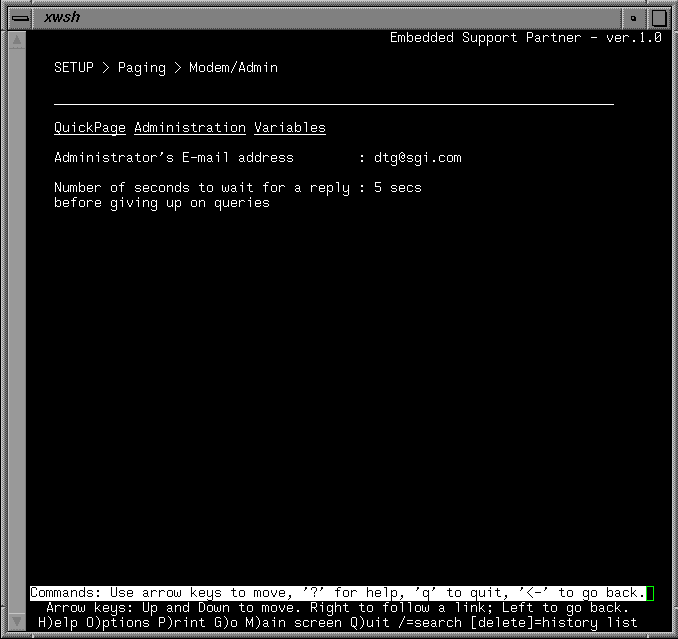 xwsh
Embedded Support Partner - ver.1.0
SETUP > Paging > Modem/Admin
QuickPage Administration Variables
Administrator's E-mail address : dtg@sgi.com
Number of seconds to wait for a reply : 5 secs
before giving up on queries
Commands: Use arrow keys to move, '?' for help, 'q' to quit, '<-' to go back.
Arrow keys: Up and Down to move. Right to follow a link; Left to go back.
H)elp O)ptions P)rint G)o M)ain screen Q)uit /=search [delete]=history list